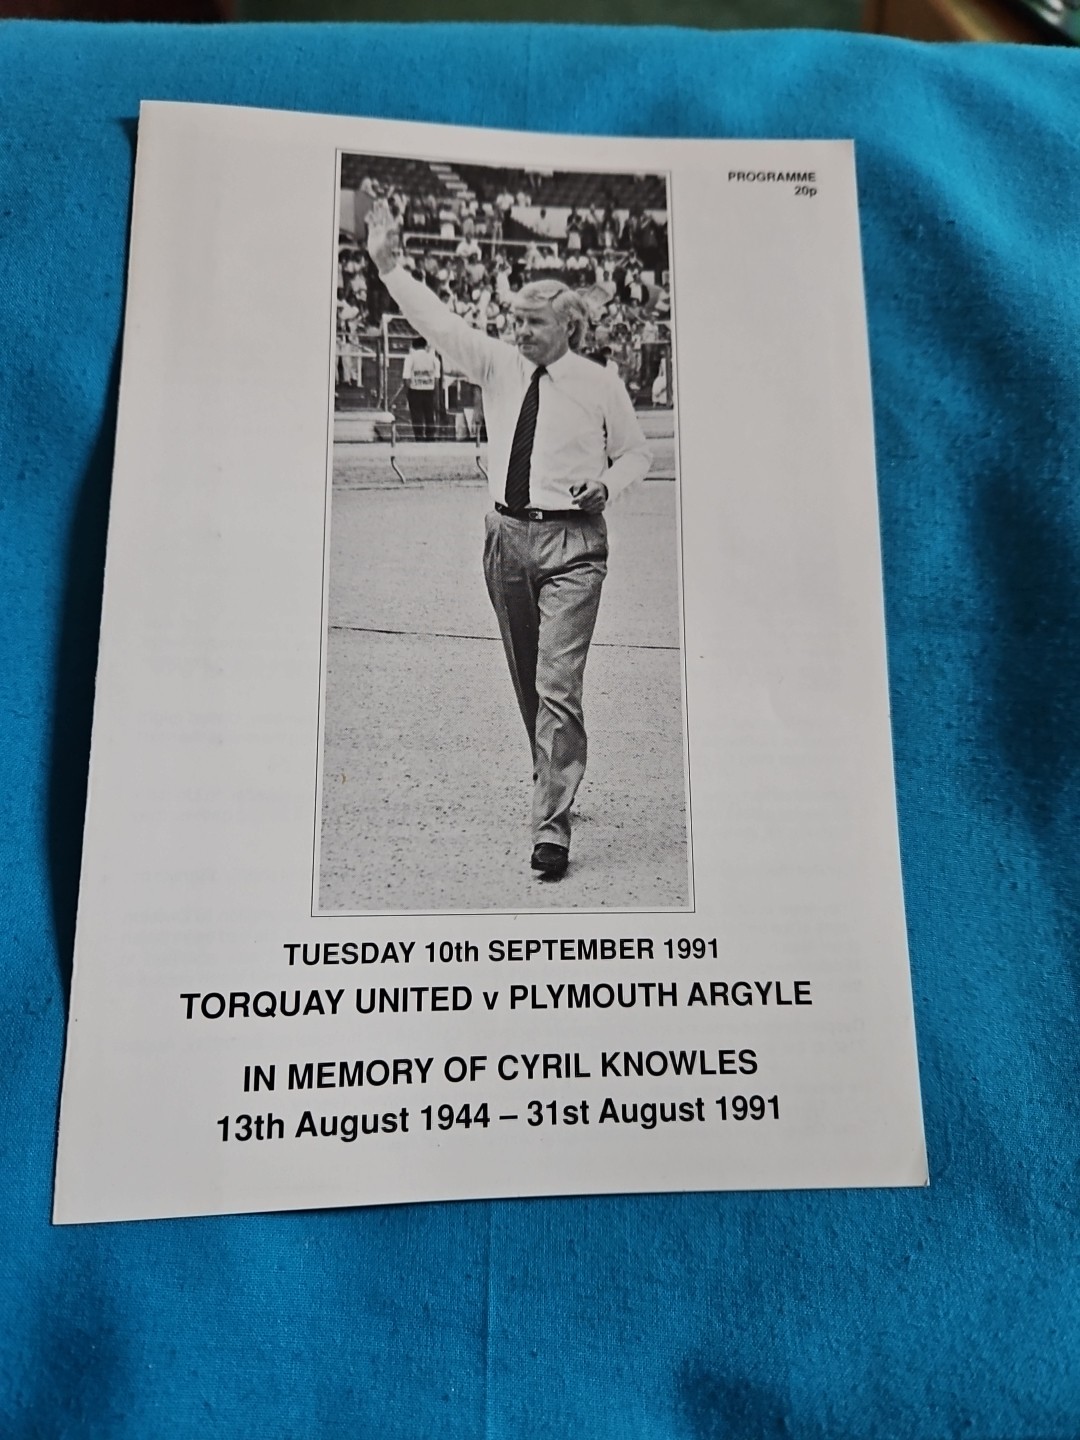 PROGRAMME
20p
TUESDAY 10th SEPTEMBER 1991
TORQUAY UNITED v PLYMOUTH ARGYLE
IN MEMORY OF CYRIL KNOWLES
13th August 1944 – 31st August 1991